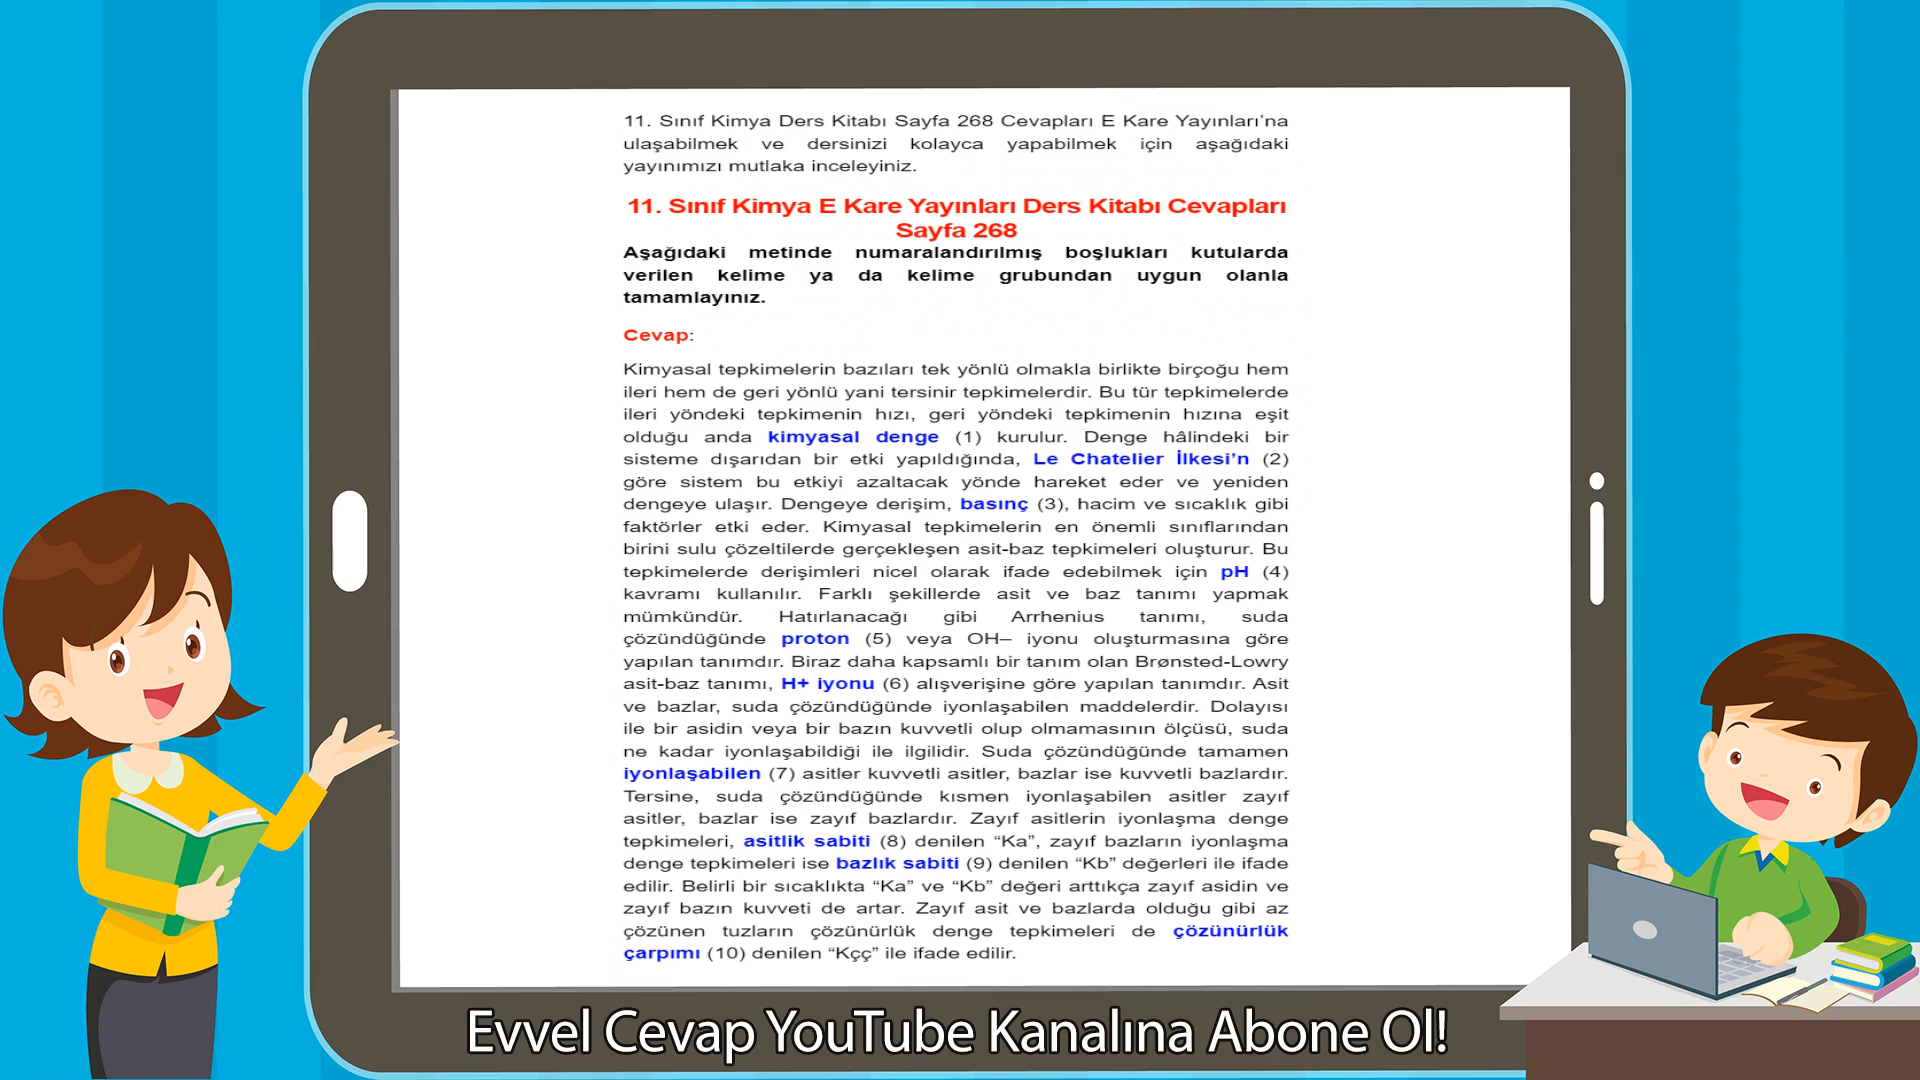 11. Sınıf Kimya Ders Kitabı Sayfa 268 Cevapları E Kare Yayınları’na
ulaşabilmek ve dersinizi kolayca yapabilmek için aşağıdaki
yayınımızı mutlaka inceleyiniz.
11. Sınıf Kimya E Kare Yayınları Ders Kitabı Cevapları
Sayfa 268
Aşağıdaki metinde numaralandırılmış boşlukları kutularda
verilen kelime ya da kelime grubundan uygun olanla
tamamlayınız.
Cevap:
Kimyasal tepkimelerin bazıları tek yönlü olmakla birlikte birçoğu hem
ileri hem de geri yönlü yani tersinir tepkimelerdir. Bu tür tepkimelerde
ileri yöndeki tepkimenin hızı, geri yöndeki tepkimenin hızına eşit
olduğu anda kimyasal denge (1) kurulur. Denge hâlindeki bir
sisteme dışarıdan bir etki yapıldığında, Le Chatelier İlkesi’n (2)
göre sistem bu etkiyi azaltacak yönde hareket eder ve yeniden
dengeye ulaşır. Dengeye derişim, basınç (3), hacim ve sıcaklık gibi
faktörler etki eder. Kimyasal tepkimelerin en önemli sınıflarından
birini sulu çözeltilerde gerçekleşen asit-baz tepkimeleri oluşturur. Bu
tepkimelerde derişimleri nicel olarak ifade edebilmek için pH (4)
kavramı kullanılır. Farklı şekillerde asit ve baz tanımı yapmak
mümkündür. Hatırlanacağı gibi Arrhenius tanımı, suda
çözündüğünde proton (5) veya OH– iyonu oluşturmasına göre
yapılan tanımdır. Biraz daha kapsamlı bir tanım olan Brønsted-Lowry
asit-baz tanımı, H+ iyonu (6) alışverişine göre yapılan tanımdır. Asit
ve bazlar, suda çözündüğünde iyonlaşabilen maddelerdir. Dolayısı
ile bir asidin veya bir bazın kuvvetli olup olmamasının ölçüsü, suda
ne kadar iyonlaşabildiği ile ilgilidir. Suda çözündüğünde tamamen
iyonlaşabilen (7) asitler kuvvetli asitler, bazlar ise kuvvetli bazlardır.
Tersine, suda çözündüğünde kısmen iyonlaşabilen asitler zayıf
asitler, bazlar ise zayıf bazlardır. Zayıf asitlerin iyonlaşma denge
tepkimeleri, asitlik sabiti (8) denilen “Ka”, zayıf bazların iyonlaşma
denge tepkimeleri ise bazlık sabiti (9) denilen “Kb” değerleri ile ifade
edilir. Belirli bir sıcaklıkta “Ka” ve “Kb” değeri arttıkça zayıf asidin ve
zayıf bazın kuvveti de artar. Zayıf asit ve bazlarda olduğu gibi az
çözünen tuzların çözünürlük denge tepkimeleri de çözünürlük
çarpımı (10) denilen “Kçç” ile ifade edilir.
Evvel Cevap YouTube Kanalına Abone Ol!